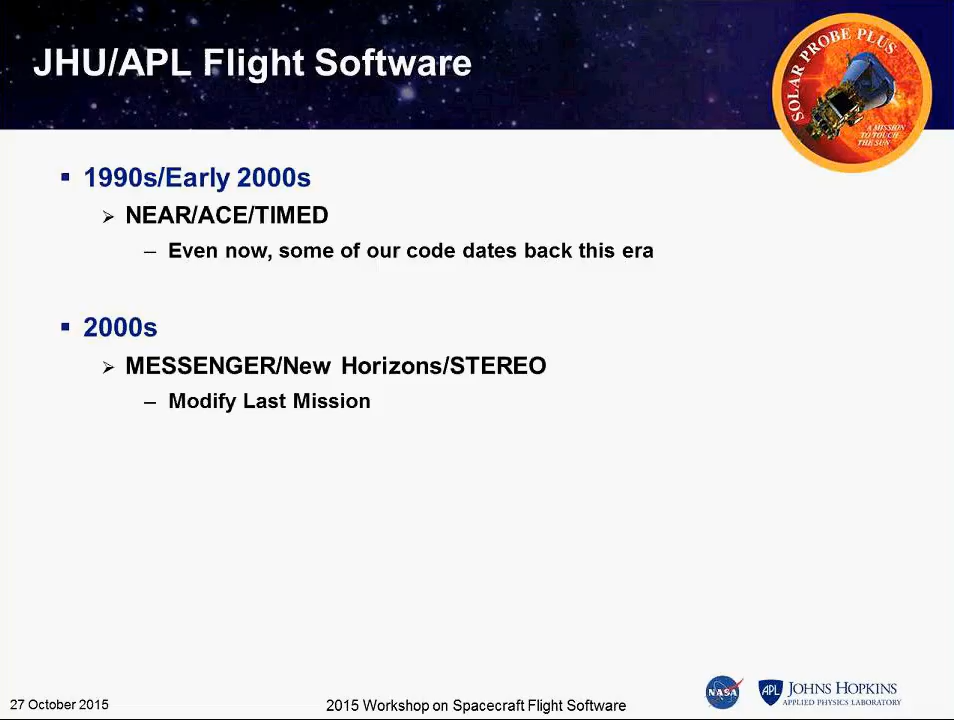 JHU/APL Flight Software
SOLAR PROBE PLUS
A MISSION
TO TOUCH
THE SUN
1990s/Early 2000s
NEAR/ACE/TIMED
– Even now, some of our code dates back this era
2000s
MESSENGER/New Horizons/STEREO
– Modify Last Mission
27 October 2015
2015 Workshop on Spacecraft Flight Software
NASA
APL
JOHNS HOPKINS
APPLIED PHYSICS LABORATORY